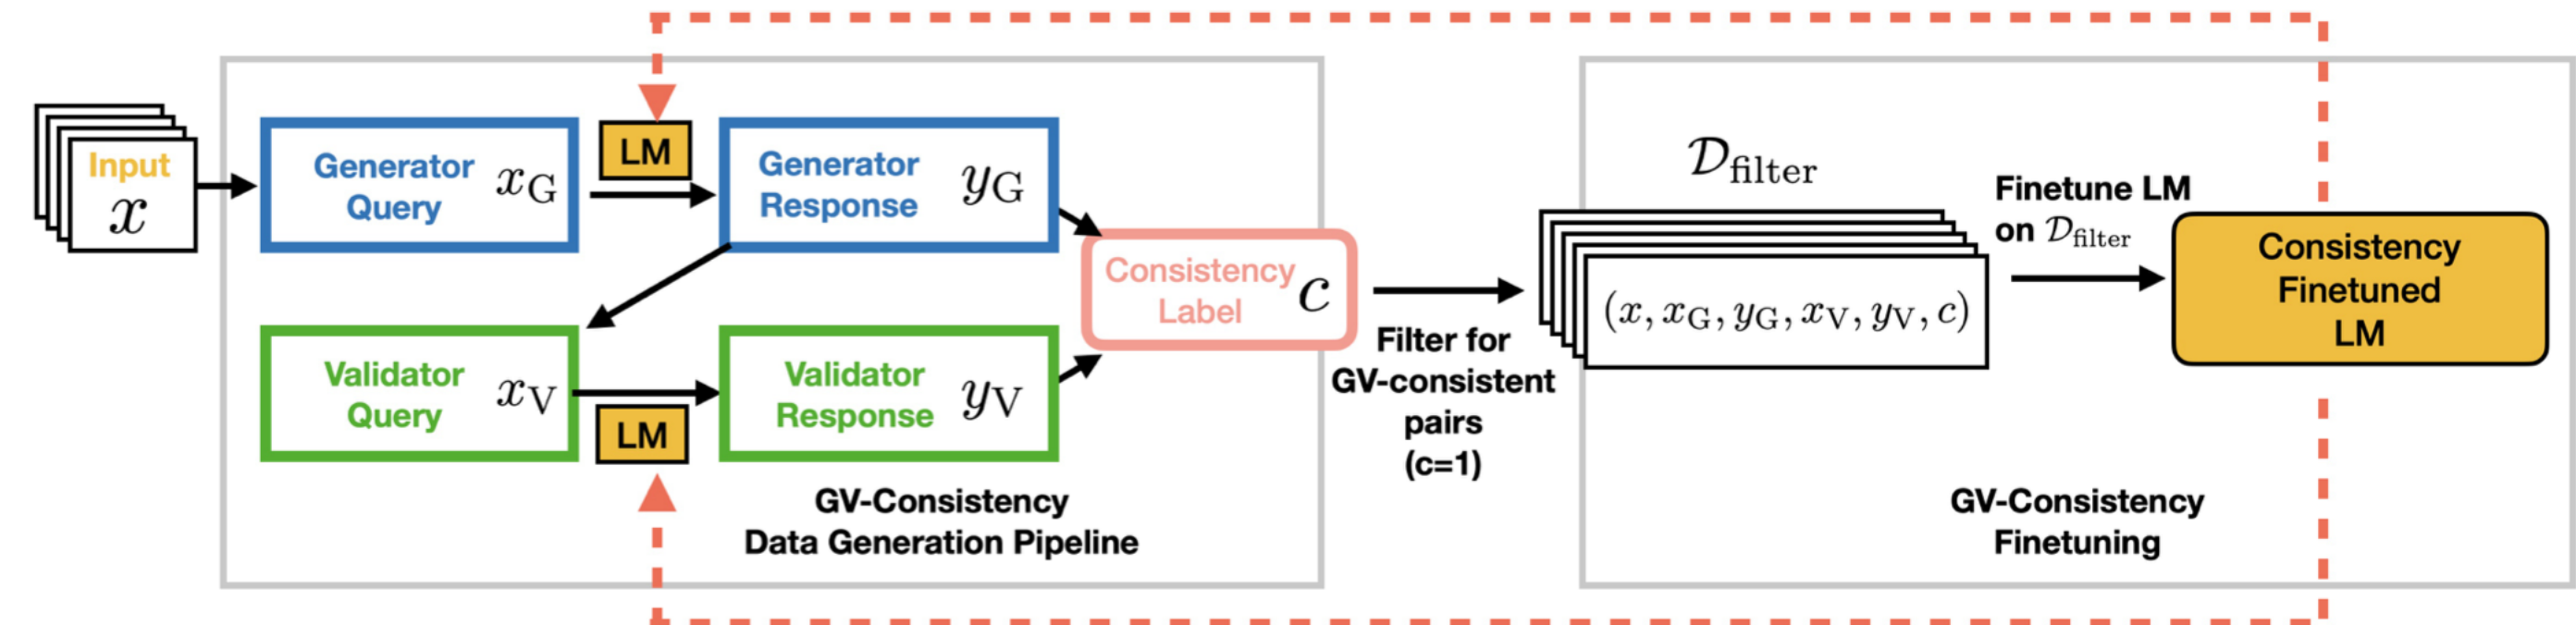 Input
x
Generator
Query
x_G
LM
Generator
Response
y_G
Validator
Query
x_V
LM
Validator
Response
y_V
Consistency
Label
c
GV-Consistency
Data Generation Pipeline
Filter for
GV-consistent
pairs
(c=1)
𝒟_filter
(x, x_G, y_G, x_V, y_V, c)
Finetune LM
on 𝒟_filter
Consistency
Finetuned
LM
GV-Consistency
Finetuning